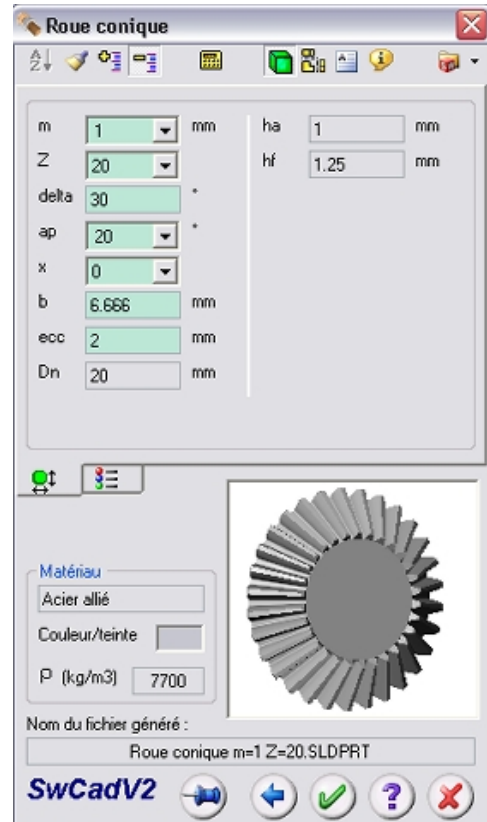 Roue conique
m 1 mm ha 1 mm
Z 20 hf 1.25 mm
delta 30 °
ap 20 °
x 0
b 6.666 mm
ecc 2 mm
Dn 20 mm
Matériau
Acier allié
Couleur/teinte
P (kg/m3) 7700
Nom du fichier généré :
Roue conique m=1 Z=20.SLDPRT
SwCadV2